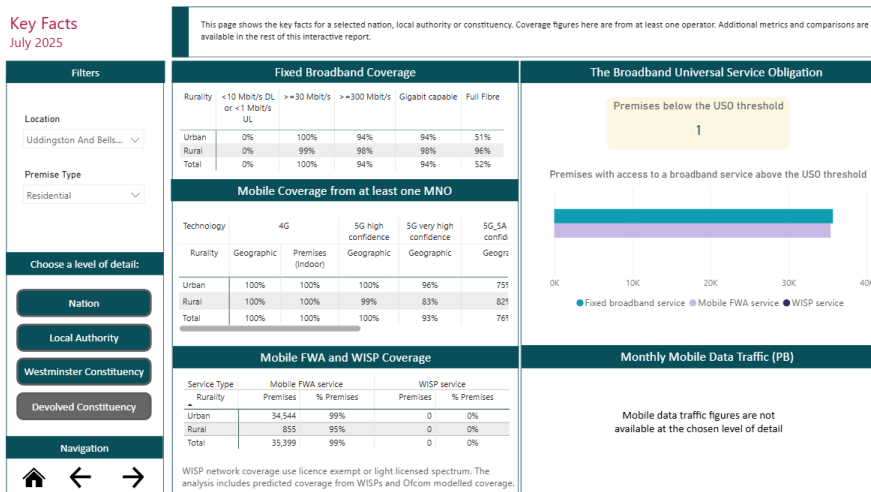 Key Facts
July 2025
This page shows the key facts for a selected nation, local authority or constituency. Coverage figures here are from at least one operator. Additional metrics and comparisons are
available in the rest of this interactive report.
Filters
Location
Uddingston And Bells...
Premise Type
Residential
Choose a level of detail:
Nation
Local Authority
Westminster Constituency
Devolved Constituency
Navigation
Fixed Broadband Coverage
Rurality <10 Mbit/s DL >=30 Mbit/s >=300 Mbit/s Gigabit capable Full Fibre
or <1 Mbit/s
UL
Urban 0% 100% 94% 94% 51%
Rural 0% 99% 98% 98% 96%
Total 0% 100% 94% 94% 52%
Mobile Coverage from at least one MNO
Technology 4G 5G high 5G very high 5G_SA
confidence confidence
Rurality Geographic Premises Geographic Geographic
(Indoor)
Urban 100% 100% 100% 96% 75%
Rural 100% 100% 99% 83% 82%
Total 100% 100% 100% 93% 76%
Mobile FWA and WISP Coverage
Service Type Mobile FWA service WISP service
Rurality Premises % Premises Premises % Premises
Urban 34,544 99% 0 0%
Rural 855 95% 0 0%
Total 35,399 99% 0 0%
WISP network coverage use licence exempt or light licensed spectrum. The
analysis includes predicted coverage from WISPs and Ofcom modelled coverage.
The Broadband Universal Service Obligation
Premises below the USO threshold
1
Premises with access to a broadband service above the USO threshold
0K 10K 20K 30K 40K
Fixed broadband service Mobile FWA service WISP service
Monthly Mobile Data Traffic (PB)
Mobile data traffic figures are not
available at the chosen level of detail